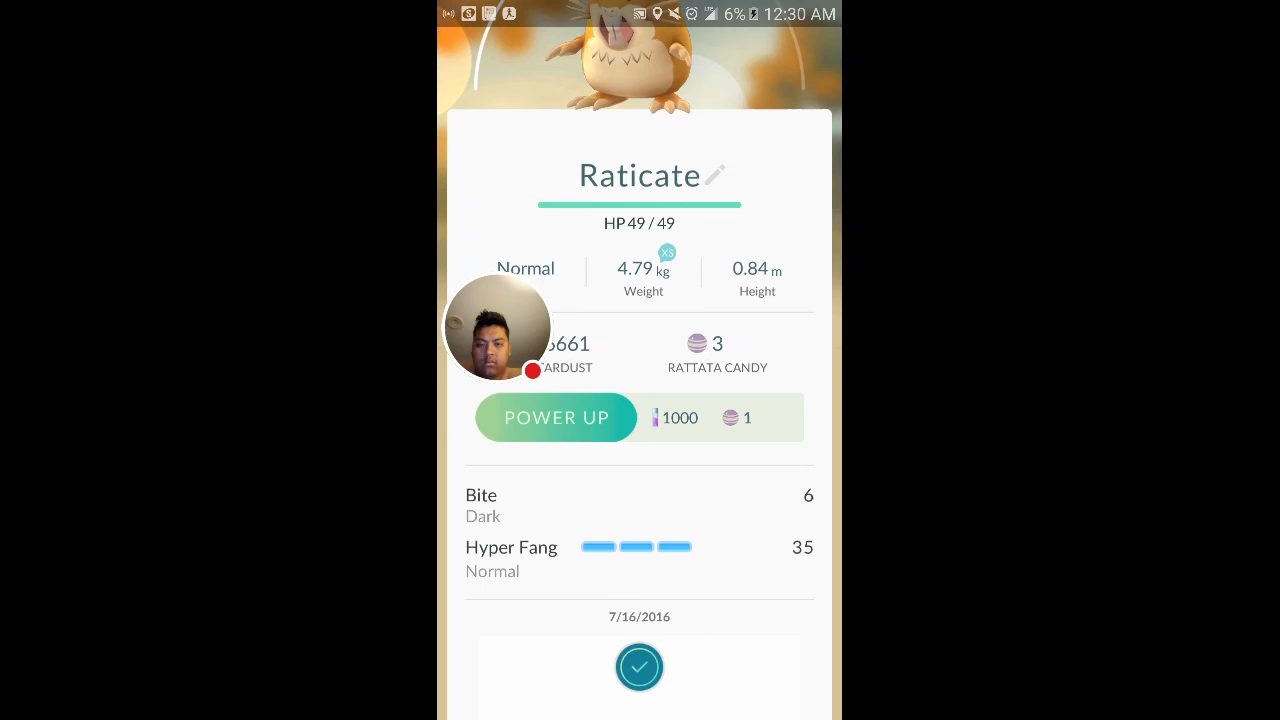 6% 12:30 AM
Raticate
HP 49 / 49
XS
Normal 4.79 kg 0.84 m
Weight Height
6661 3
ARDUST RATTATA CANDY
POWER UP 1000 1
Bite 6
Dark
Hyper Fang 35
Normal
7/16/2016